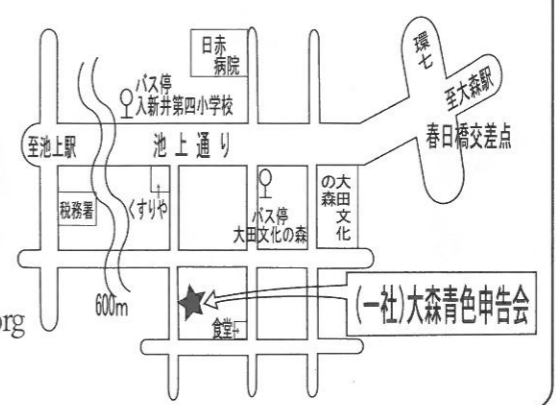 日赤
病院
環七
至大森駅
バス停
入新井第四小学校
春日橋交差点
至池上駅
池上通り
税務署
くすりや
バス停
大田文化の森
大田文化
の森
600m
食堂
(一社)大森青色申告会
org